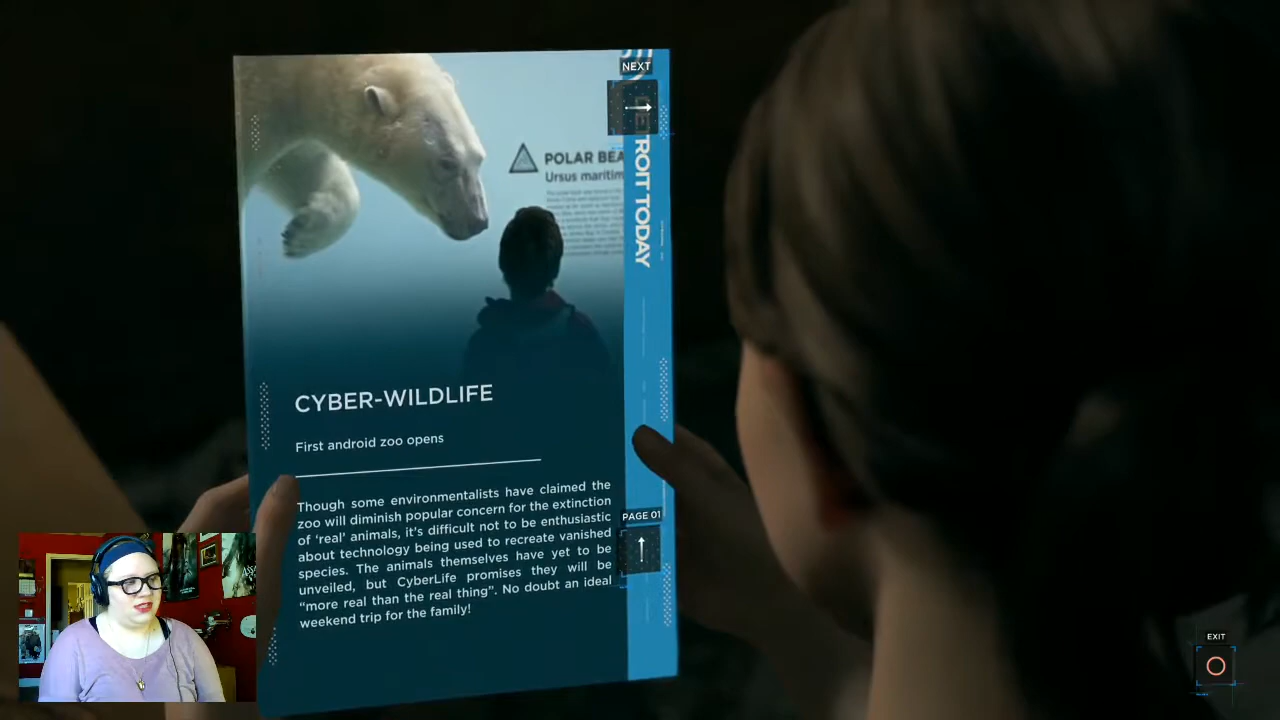 NEXT
DETROIT TODAY
POLAR BEA
Ursus maritim
CYBER-WILDLIFE
First android zoo opens
Though some environmentalists have claimed the
zoo will diminish popular concern for the extinction
of ‘real’ animals, it’s difficult not to be enthusiastic
about technology being used to recreate vanished
species. The animals themselves have yet to be
unveiled, but CyberLife promises they will be
“more real than the real thing”. No doubt an ideal
weekend trip for the family!
PAGE 01
EXIT